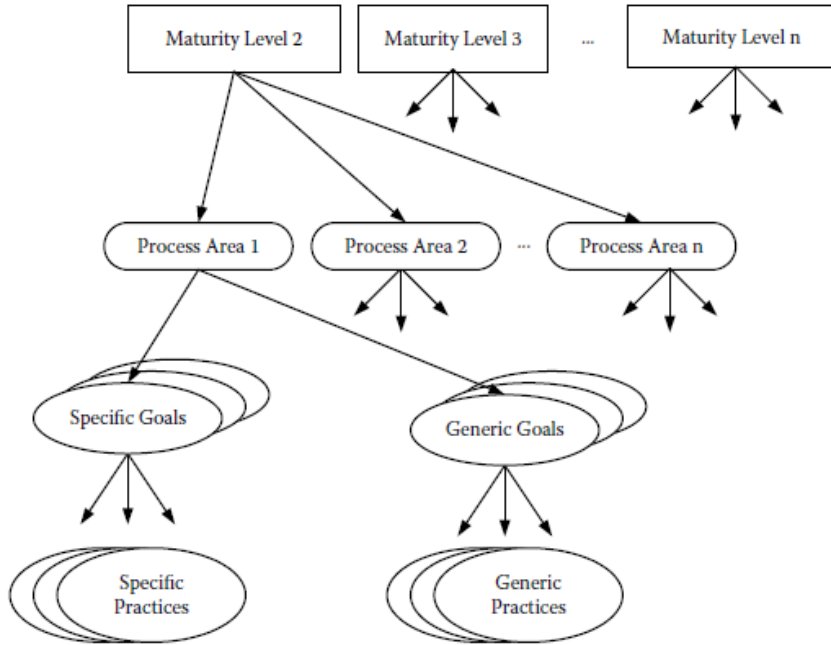 Maturity Level 2
Maturity Level 3
...
Maturity Level n
Process Area 1
Process Area 2
...
Process Area n
Specific Goals
Generic Goals
Specific
Practices
Generic
Practices